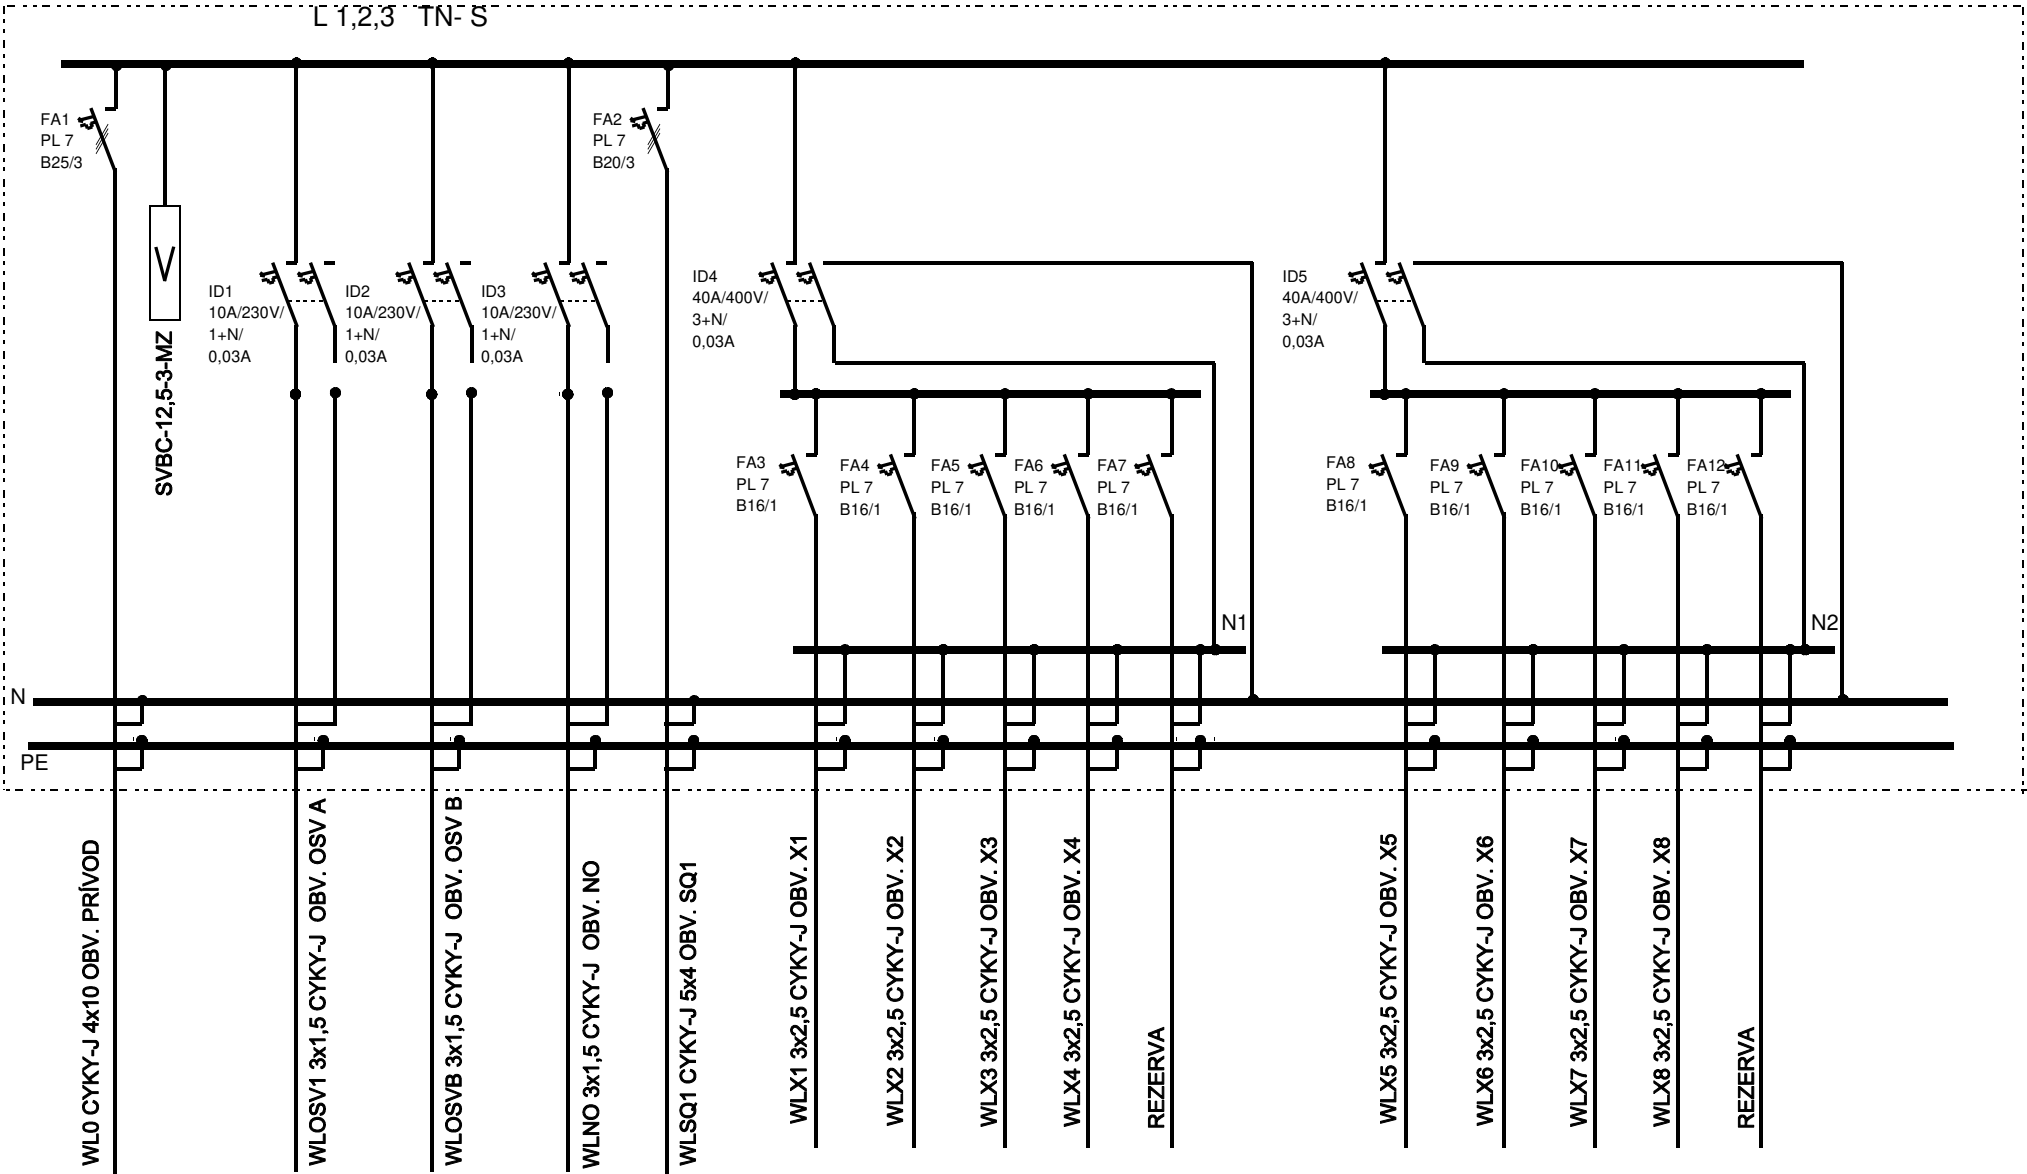 L 1,2,3 TN- S
FA1
PL 7
B25/3
SVBC-12,5-3-MZ
V
ID1
10A/230V/
1+N/
0,03A
ID2
10A/230V/
1+N/
0,03A
ID3
10A/230V/
1+N/
0,03A
FA2
PL 7
B20/3
ID4
40A/400V/
3+N/
0,03A
ID5
40A/400V/
3+N/
0,03A
FA3
PL 7
B16/1
FA4
PL 7
B16/1
FA5
PL 7
B16/1
FA6
PL 7
B16/1
FA7
PL 7
B16/1
FA8
PL 7
B16/1
FA9
PL 7
B16/1
FA10
PL 7
B16/1
FA11
PL 7
B16/1
FA12
PL 7
B16/1
N1
N2
N
PE
WL0 CYKY-J 4x10 OBV. PRÍVOD
WLOSV1 3x1,5 CYKY-J OBV. OSV A
WLOSVB 3x1,5 CYKY-J OBV. OSV B
WLNO 3x1,5 CYKY-J OBV. NO
WLSQ1 CYKY-J 5x4 OBV. SQ1
WLX1 3x2,5 CYKY-J OBV. X1
WLX2 3x2,5 CYKY-J OBV. X2
WLX3 3x2,5 CYKY-J OBV. X3
WLX4 3x2,5 CYKY-J OBV. X4
REZERVA
WLX5 3x2,5 CYKY-J OBV. X5
WLX6 3x2,5 CYKY-J OBV. X6
WLX7 3x2,5 CYKY-J OBV. X7
WLX8 3x2,5 CYKY-J OBV. X8
REZERVA